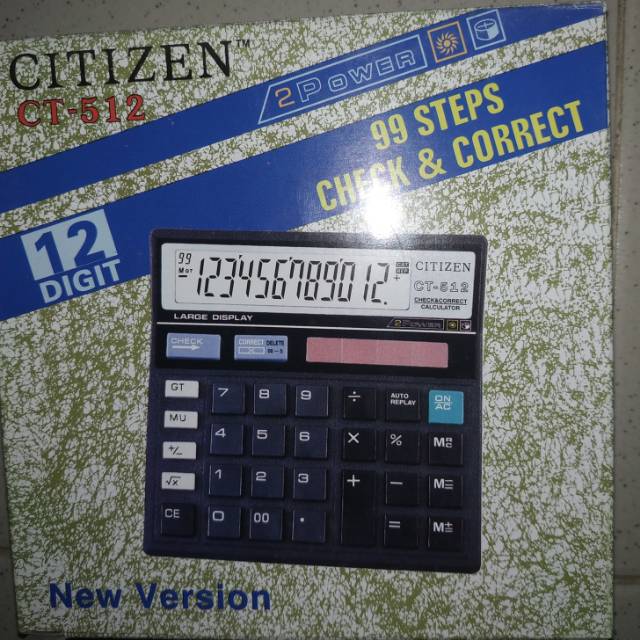 CITIZEN™
CT-512
2POWER
99 STEPS
CHECK & CORRECT
12
DIGIT
99
-123456789012.
+
CITIZEN
CT-512
CHECK&CORRECT
CALCULATOR
LARGE DISPLAY
2POWER
CHECK →
CORRECT
DELETE
GT
7 8 9 ÷ AUTO REPLAY ON AC
MU
4 5 6 × %
+/-
√x
1 2 3 + −
CE
0 00 · = M±
New Version